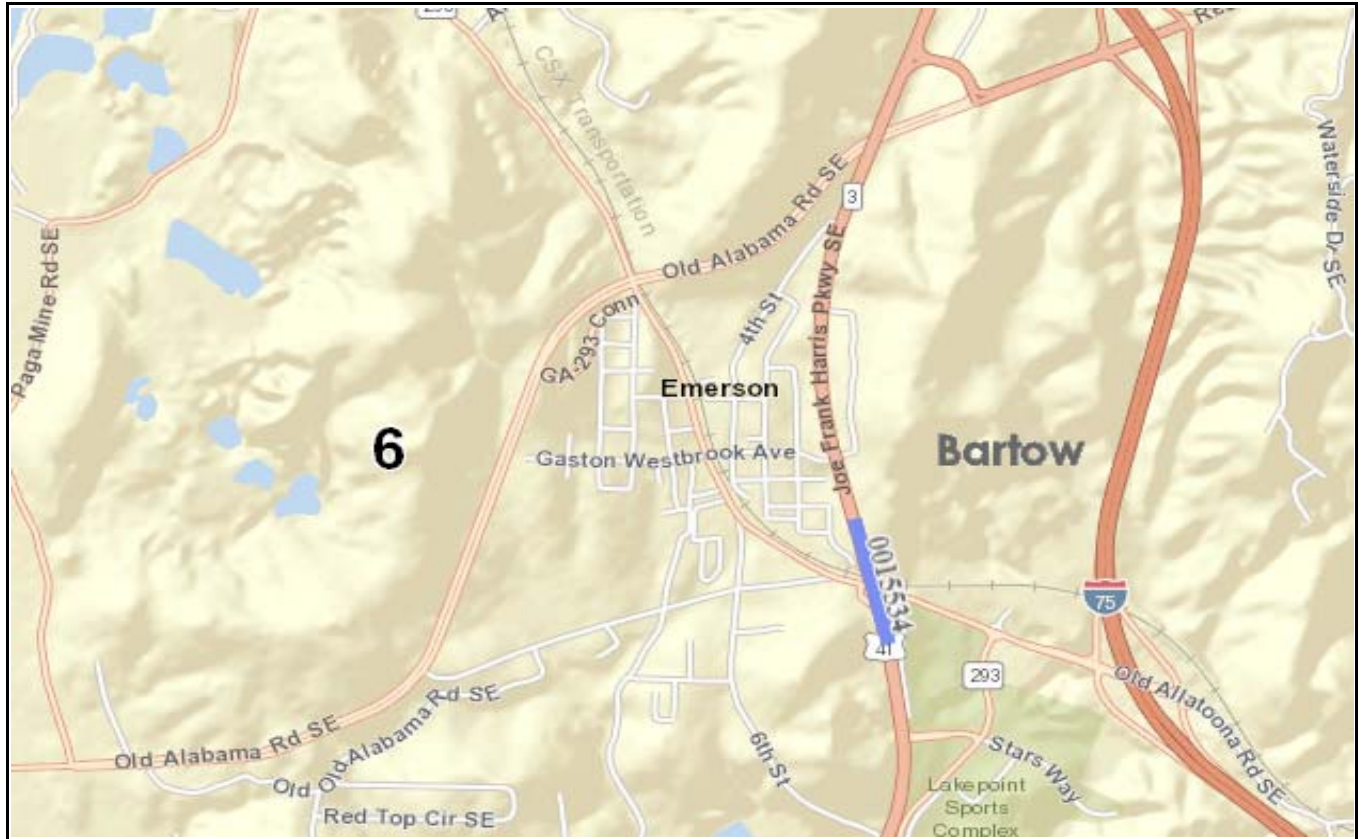 293
CSX Transportation
Red
Waterside Dr SE
Paga Mine Rd SE
Old Alabama Rd SE
3
Joe Frank Harris Pkwy SE
4th St
GA-293 Conn
Emerson
6
Bartow
Gaston Westbrook Ave
0015534
75
41
293
Old Allatoona Rd SE
Old Alabama Rd SE
Old Old Alabama Rd SE
6th St
Stars Way
Red Top Cir SE
Lakepoint
Sports
Complex